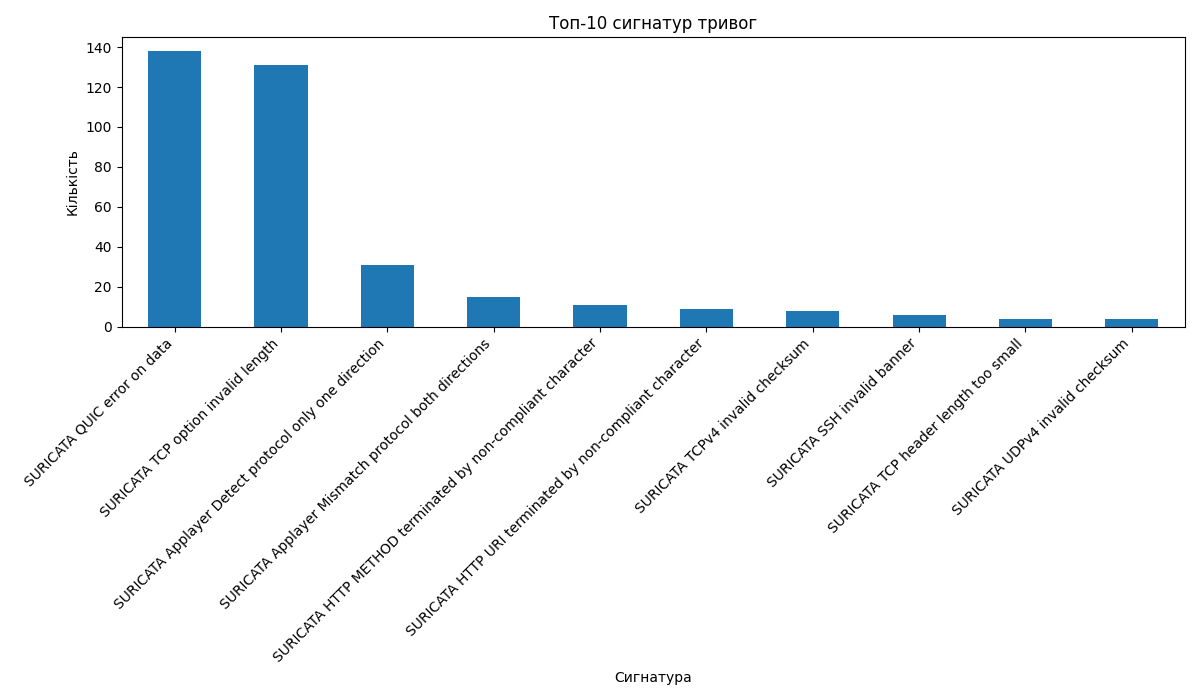 Топ-10 сигнатур тривог
Кількість
140
120
100
80
60
40
20
0
SURICATA QUIC error on data
SURICATA TCP option invalid length
SURICATA Applayer Detect protocol only one direction
SURICATA Applayer Mismatch protocol both directions
SURICATA HTTP METHOD terminated by non-compliant character
SURICATA HTTP URI terminated by non-compliant character
SURICATA TCPv4 invalid checksum
SURICATA SSH invalid banner
SURICATA TCP header length too small
SURICATA UDPv4 invalid checksum
Сигнатура